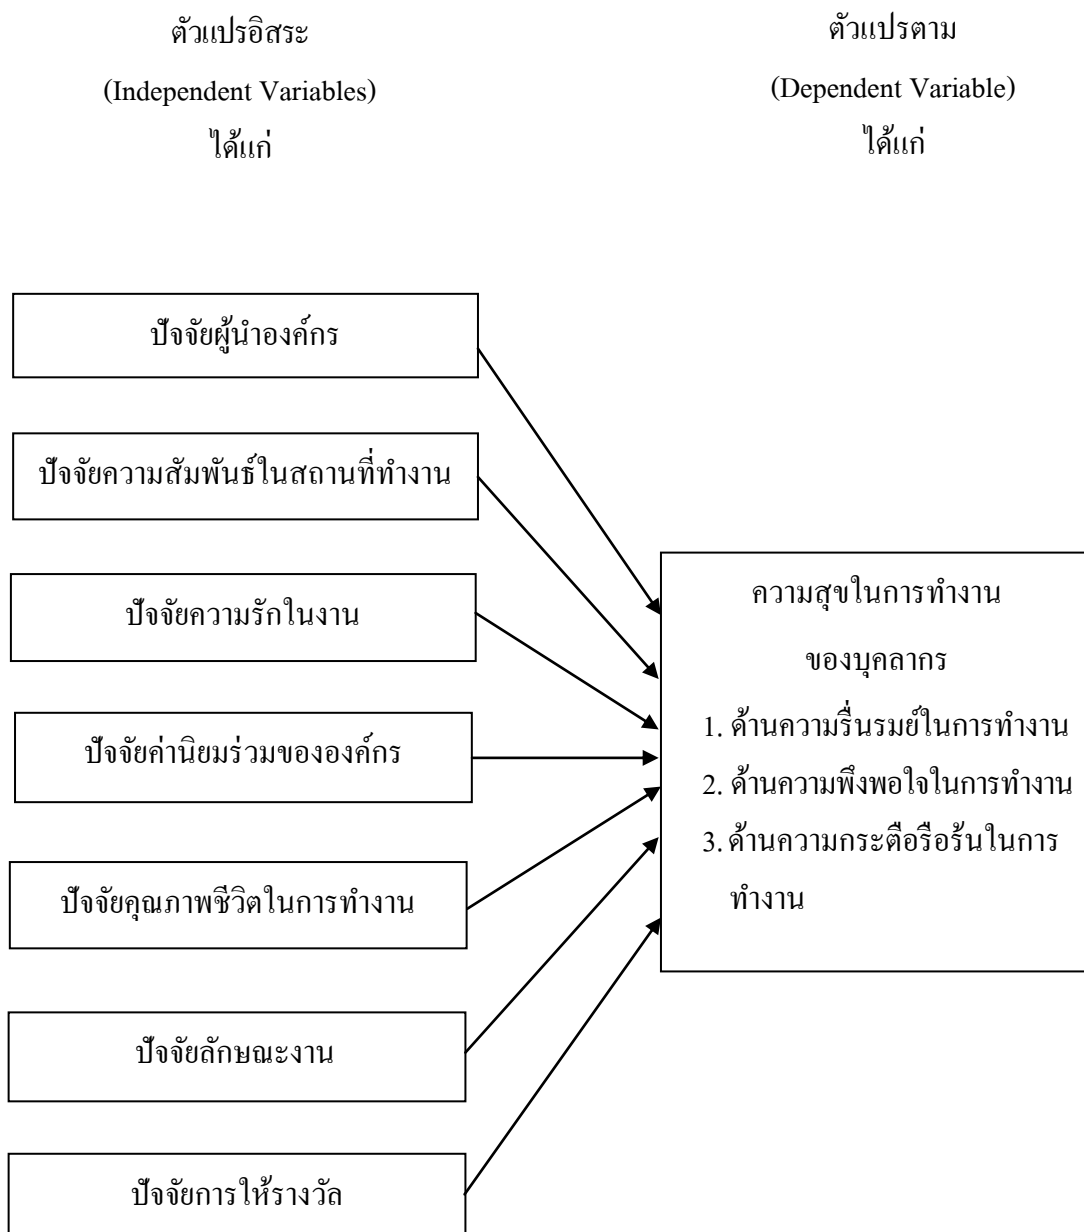 ตัวแปรอิสระ
(Independent Variables)
ได้แก่
ตัวแปรตาม
(Dependent Variable)
ได้แก่
ปัจจัยผู้นำองค์กร
ปัจจัยความสัมพันธ์ในสถานที่ทำงาน
ปัจจัยความรักในงาน
ปัจจัยค่านิยมร่วมขององค์กร
ปัจจัยคุณภาพชีวิตในการทำงาน
ปัจจัยลักษณะงาน
ปัจจัยการให้รางวัล
ความสุขในการทำงาน
ของบุคลากร
1. ด้านความรื่นรมย์ในการทำงาน
2. ด้านความพึงพอใจในการทำงาน
3. ด้านความกระตือรือร้นในการ
ทำงาน